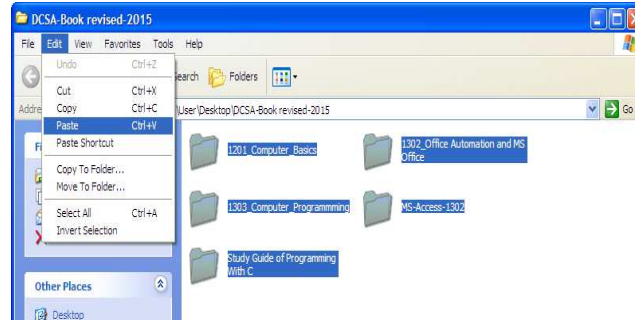 DCSA-Book revised-2015
File Edit View Favorites Tools Help
Undo Ctrl+Z
Cut Ctrl+X
Copy Ctrl+C
Paste Ctrl+V
Paste Shortcut
Copy To Folder...
Move To Folder...
Select All Ctrl+A
Invert Selection
Search Folders
\User\Desktop\DCSA-Book revised-2015 Go
1201_Computer_Basics
1302_Office Automation and MS
Office
1303_Computer_Programmming
MS-Access-1302
Study Guide of Programming
With C
Other Places
Desktop